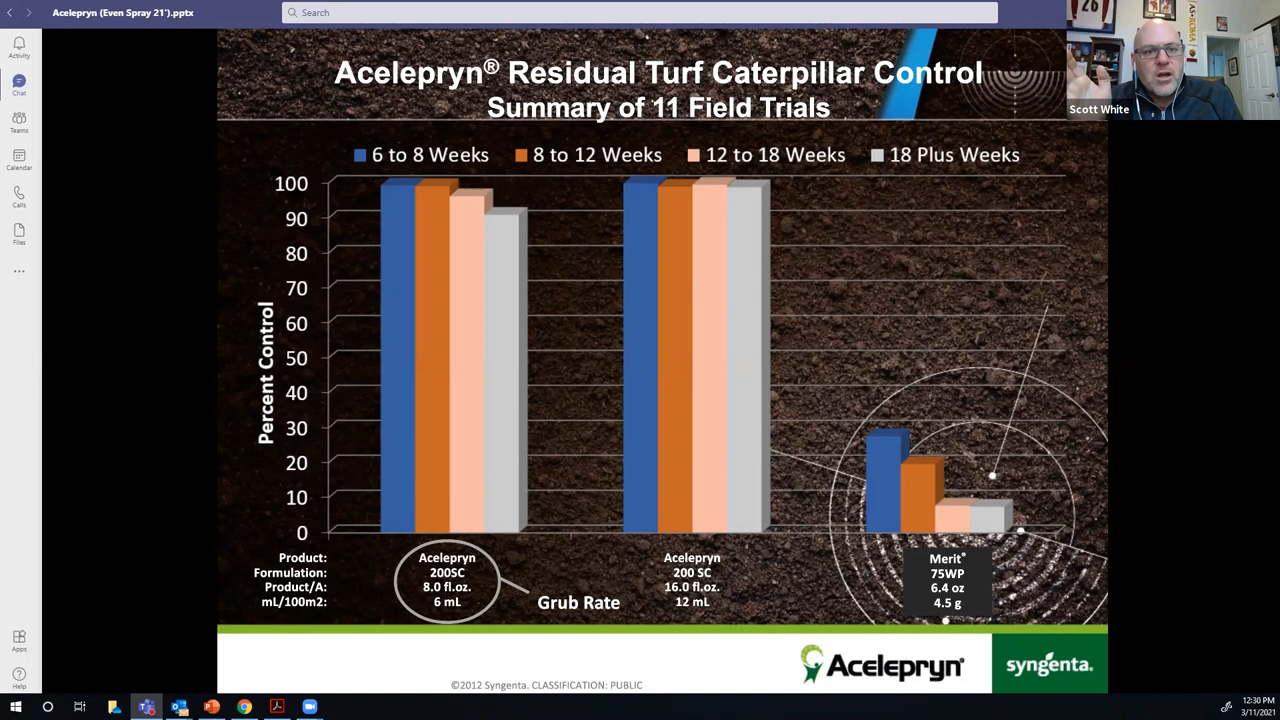 Acelepryn (Even Spray 21').pptx
Search
Activity
Chat
Teams
Calendar
Calls
Files
Apps
Help
26
AS·ROMA
Scott White
Acelepryn® Residual Turf Caterpillar Control
Summary of 11 Field Trials
6 to 8 Weeks
8 to 12 Weeks
12 to 18 Weeks
18 Plus Weeks
Percent Control
100
90
80
70
60
50
40
30
20
10
0
Product:
Formulation:
Product/A:
mL/100m2:
Acelepryn
200SC
8.0 fl.oz.
6 mL
Grub Rate
Acelepryn
200 SC
16.0 fl.oz.
12 mL
Merit®
75WP
6.4 oz
4.5 g
©2012 Syngenta. CLASSIFICATION: PUBLIC
Acelepryn®
syngenta.
12:30 PM
3/11/2021